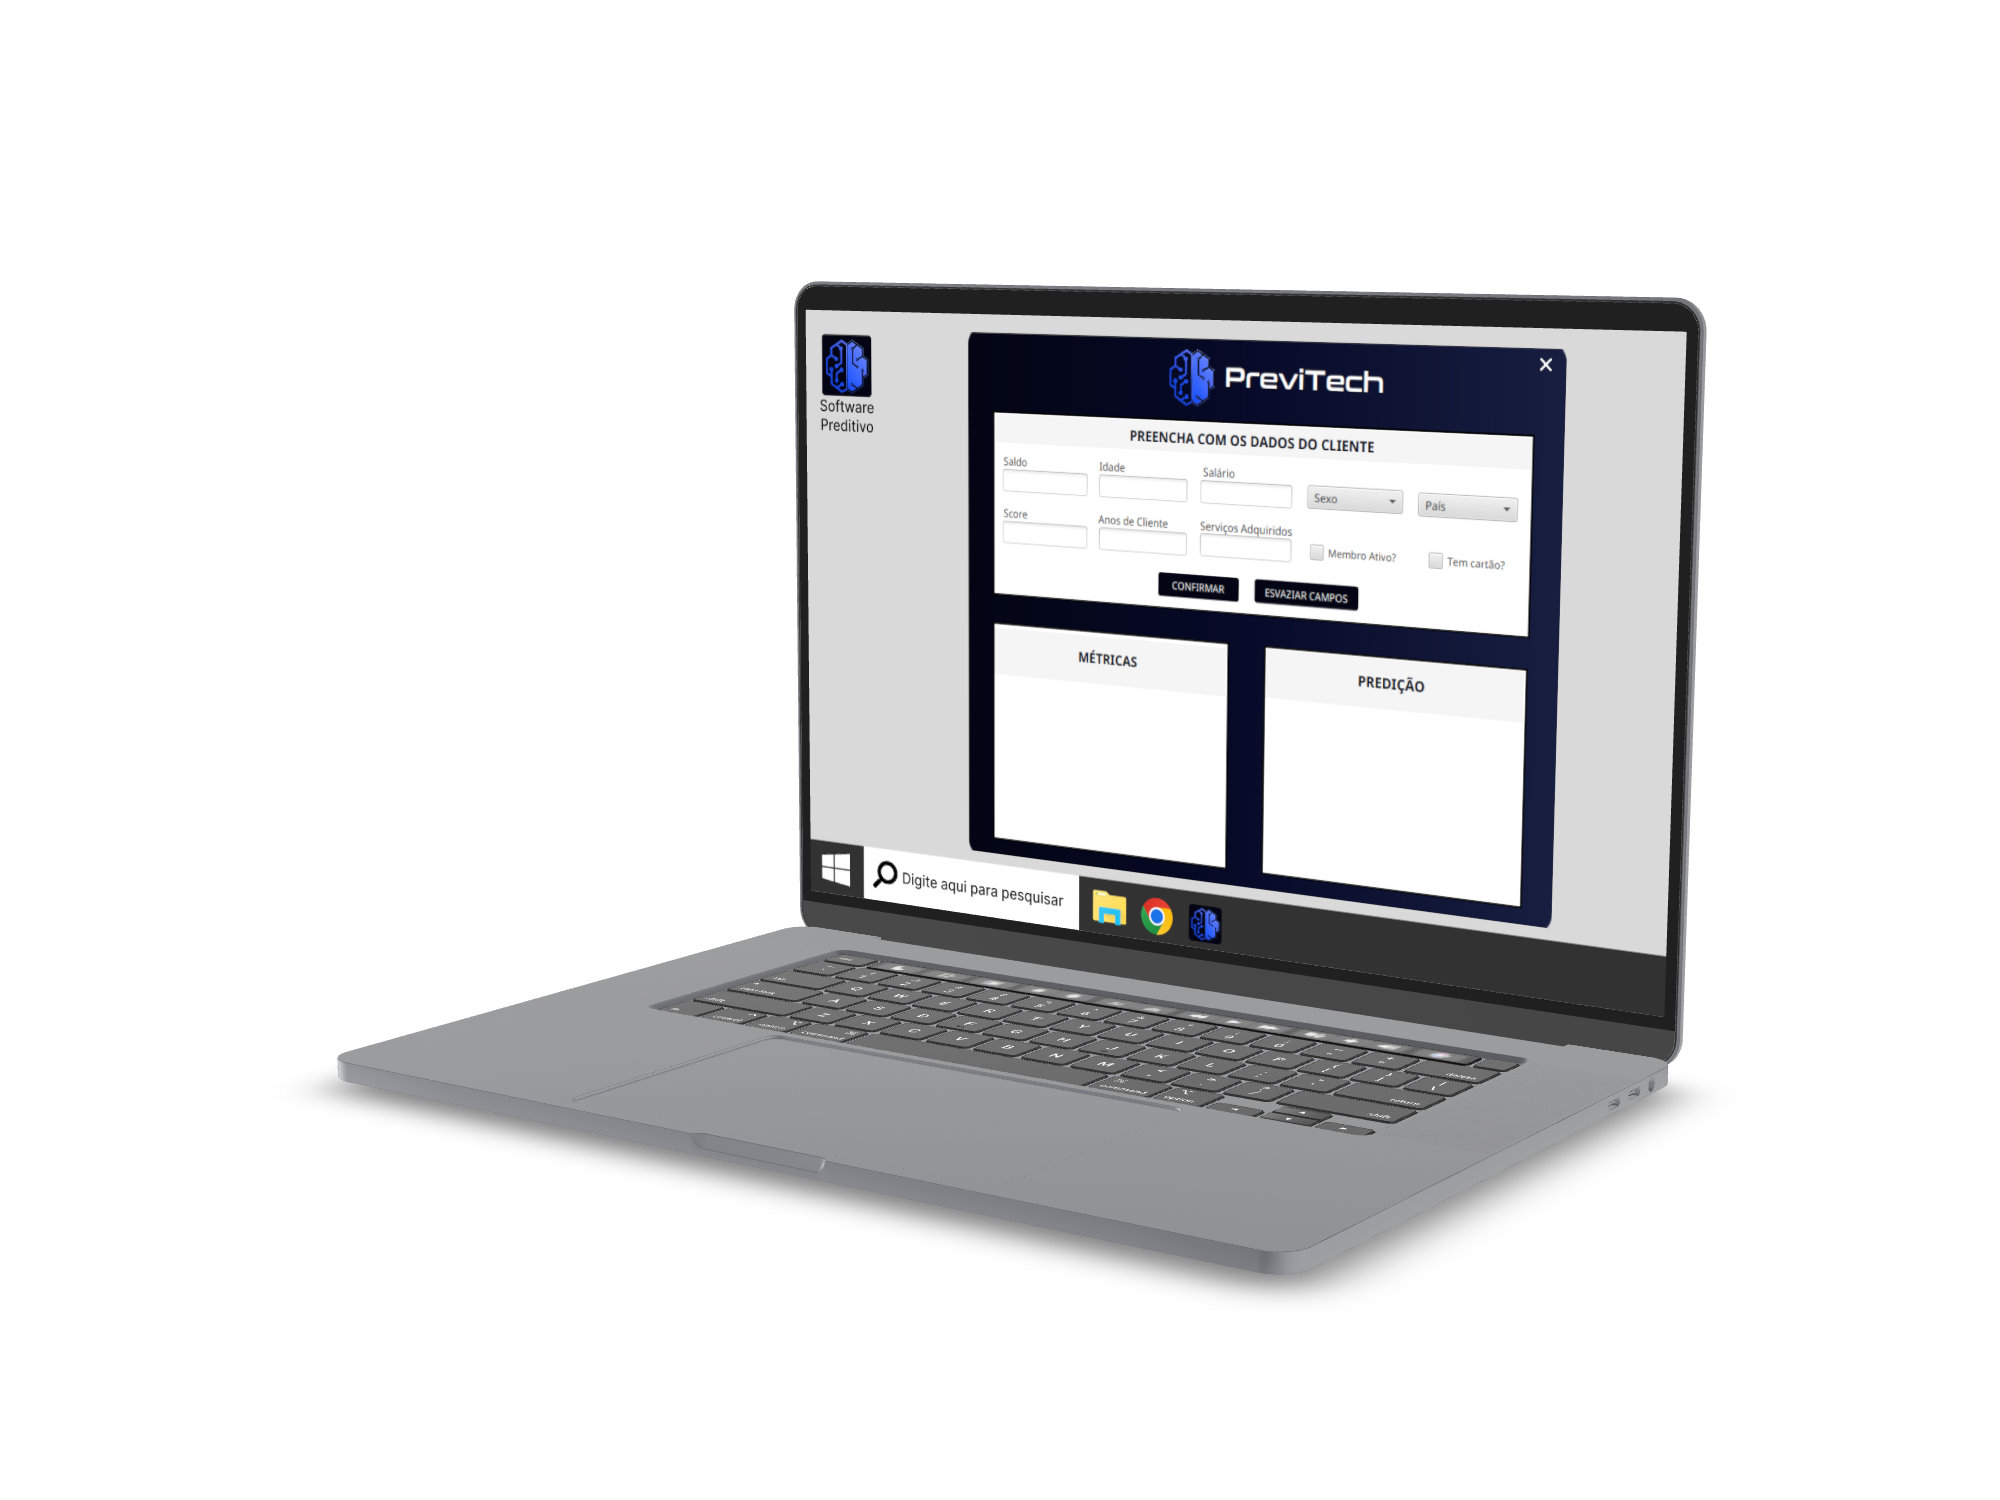 Software
Preditivo
PreviTech
PREENCHA COM OS DADOS DO CLIENTE
Saldo
Idade
Salário
Sexo
País
Score
Anos de Cliente
Serviços Adquiridos
Membro Ativo?
Tem cartão?
CONFIRMAR
ESVAZIAR CAMPOS
MÉTRICAS
PREDIÇÃO
Digite aqui para pesquisar